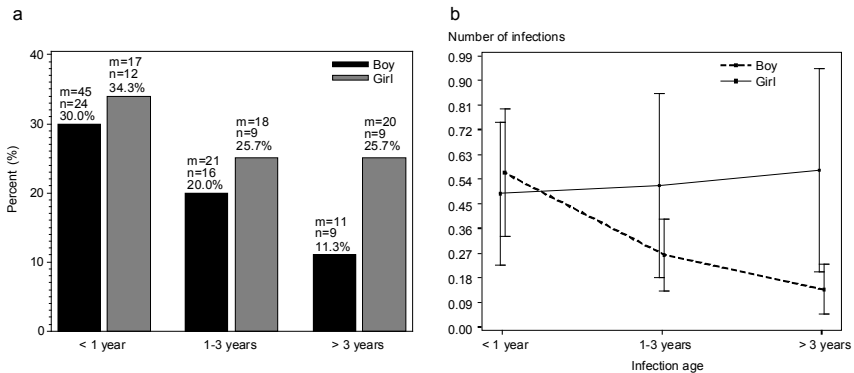 a
40
30
20
10
0
Percent (%)
Boy
Girl
m=45
n=24
30.0%
m=17
n=12
34.3%
m=21
n=16
20.0%
m=18
n=9
25.7%
m=11
n=9
11.3%
m=20
n=9
25.7%
< 1 year
1-3 years
> 3 years
b
Number of infections
0.99
0.90
0.81
0.72
0.63
0.54
0.45
0.36
0.27
0.18
0.09
0.00
Boy
Girl
< 1 year
1-3 years
> 3 years
Infection age